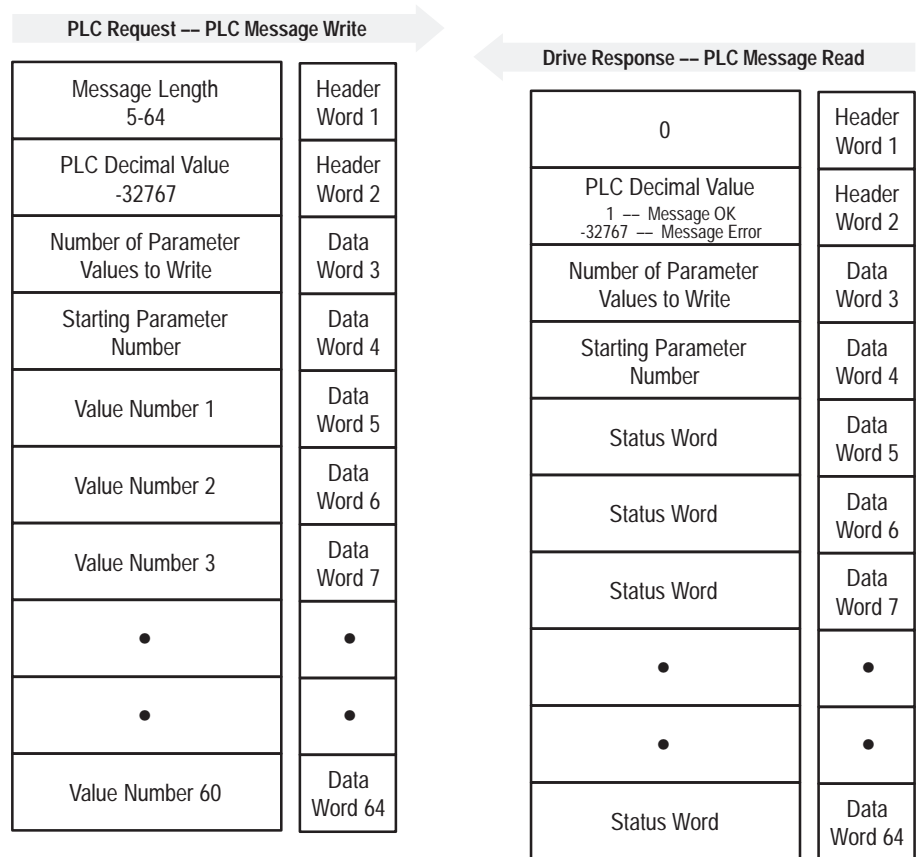 PLC Request –– PLC Message Write
Message Length
5-64
Header
Word 1
PLC Decimal Value
-32767
Header
Word 2
Number of Parameter
Values to Write
Data
Word 3
Starting Parameter
Number
Data
Word 4
Value Number 1
Data
Word 5
Value Number 2
Data
Word 6
Value Number 3
Data
Word 7
•
•
•
•
Value Number 60
Data
Word 64
Drive Response –– PLC Message Read
0
Header
Word 1
PLC Decimal Value
1 –– Message OK
-32767 –– Message Error
Header
Word 2
Number of Parameter
Values to Write
Data
Word 3
Starting Parameter
Number
Data
Word 4
Status Word
Data
Word 5
Status Word
Data
Word 6
Status Word
Data
Word 7
•
•
•
•
Status Word
Data
Word 64